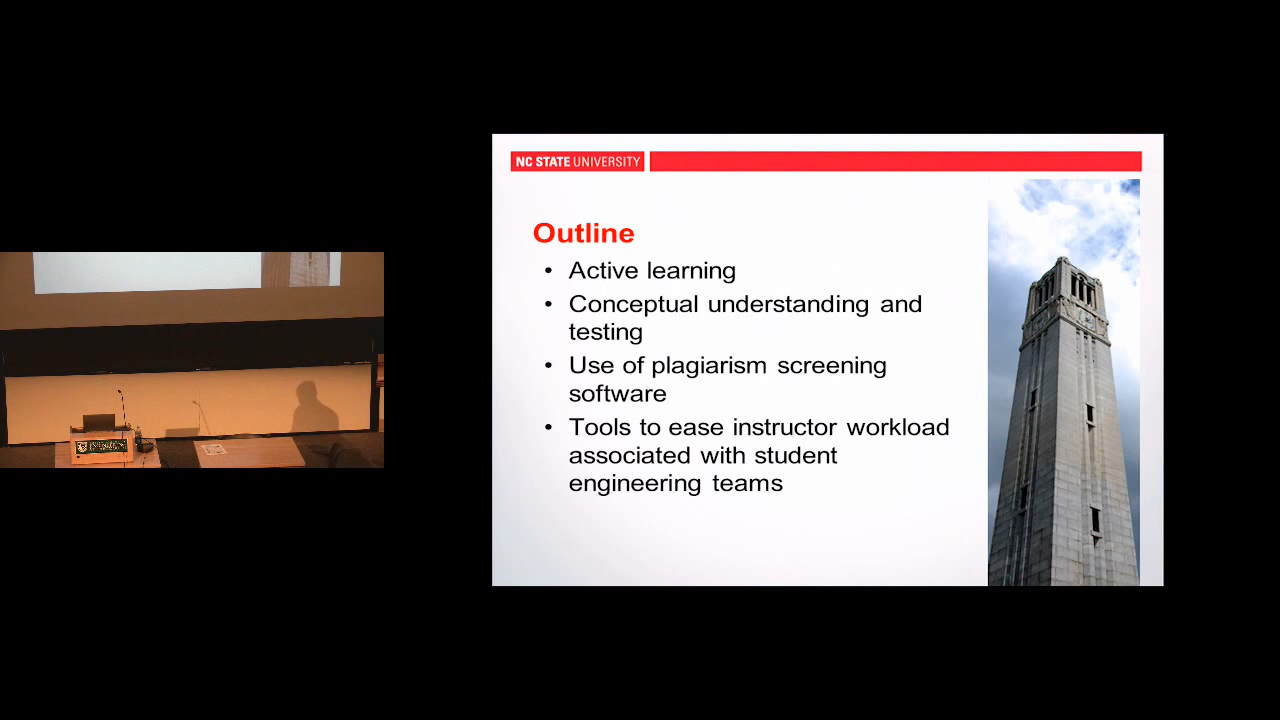 NC STATE UNIVERSITY
Outline
• Active learning
• Conceptual understanding and
testing
• Use of plagiarism screening
software
• Tools to ease instructor workload
associated with student
engineering teams